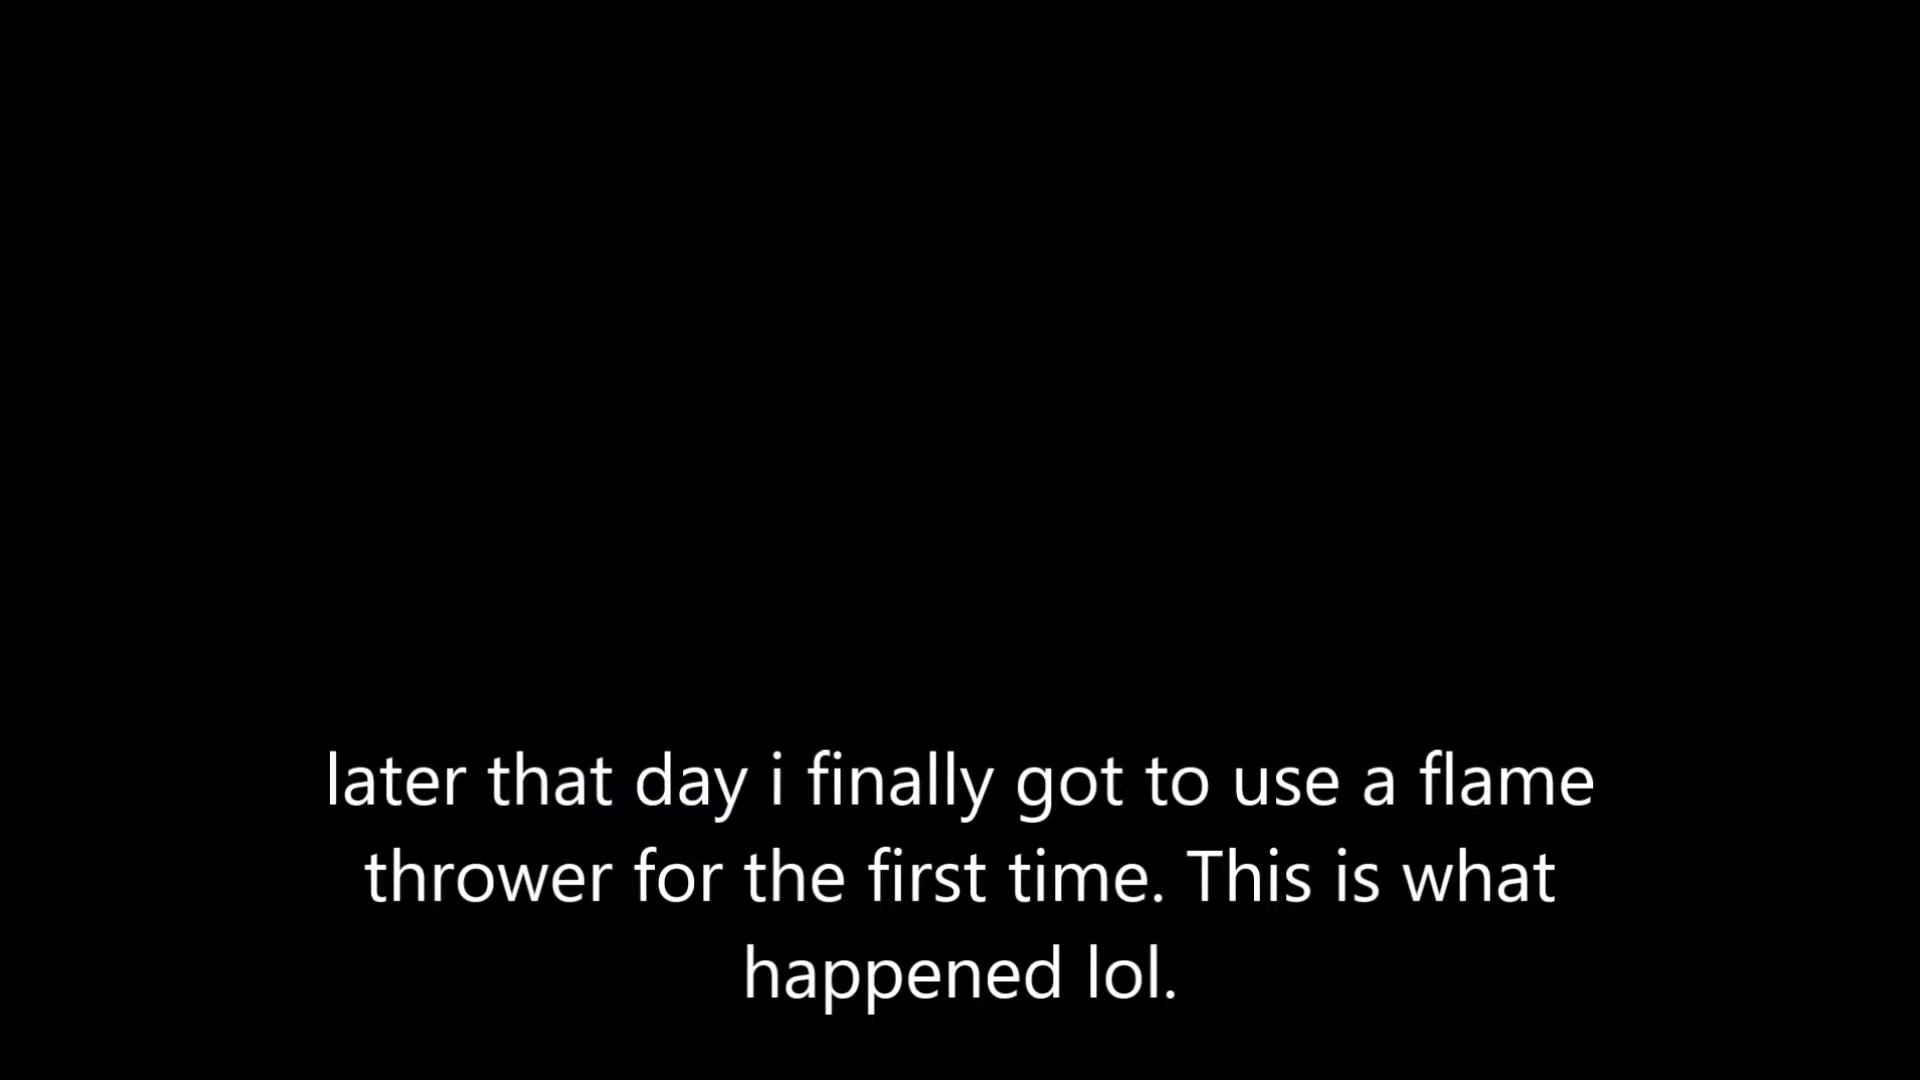 later that day i finally got to use a flame
thrower for the first time. This is what
happened lol.